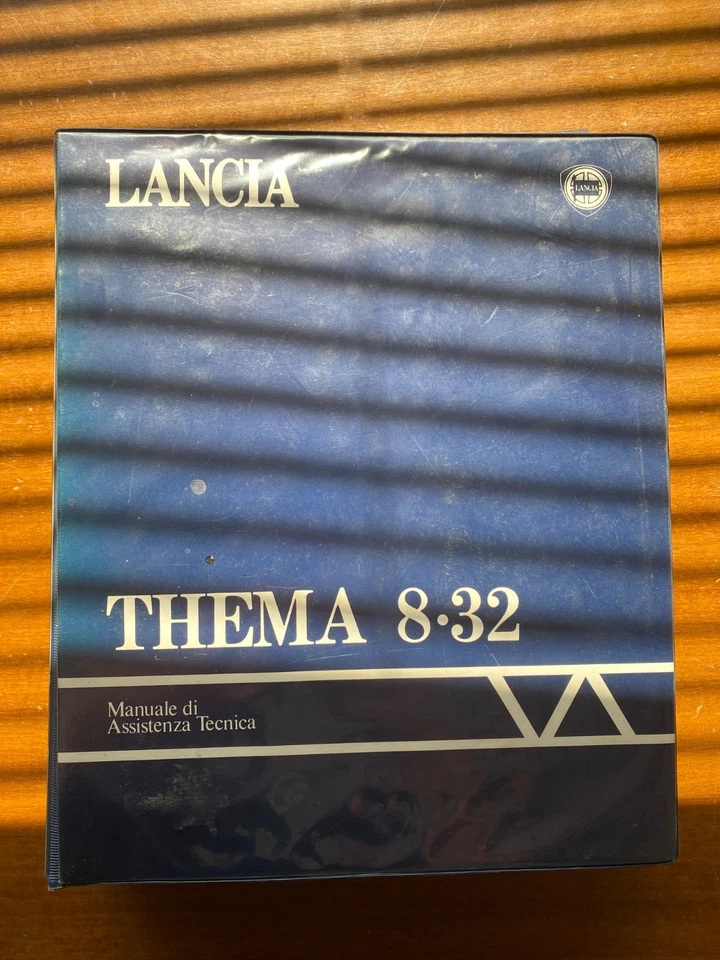 LANCIA
LANCIA
THEMA 8·32
Manuale di
Assistenza Tecnica